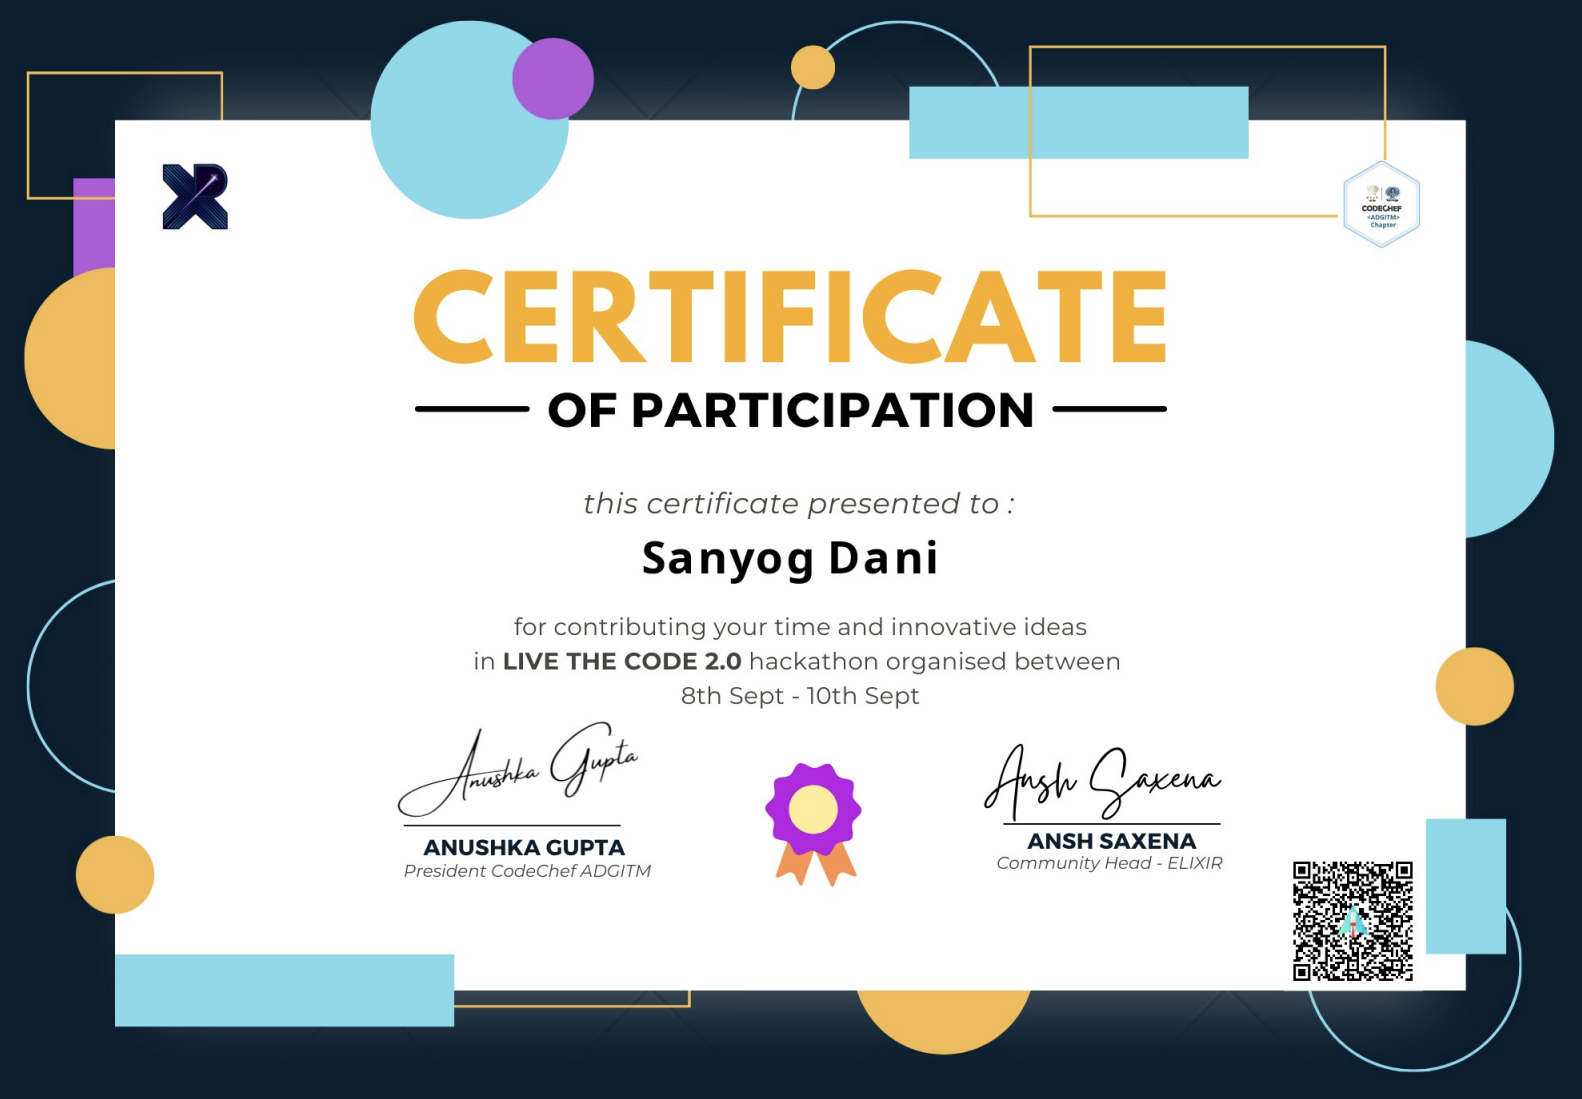 CODECHEF
<ADGITM>
Chapter
CERTIFICATE
OF PARTICIPATION
this certificate presented to :
Sanyog Dani
for contributing your time and innovative ideas
in LIVE THE CODE 2.0 hackathon organised between
8th Sept - 10th Sept
Anushka Gupta
ANUSHKA GUPTA
President CodeChef ADGITM
Ansh Saxena
ANSH SAXENA
Community Head - ELIXIR